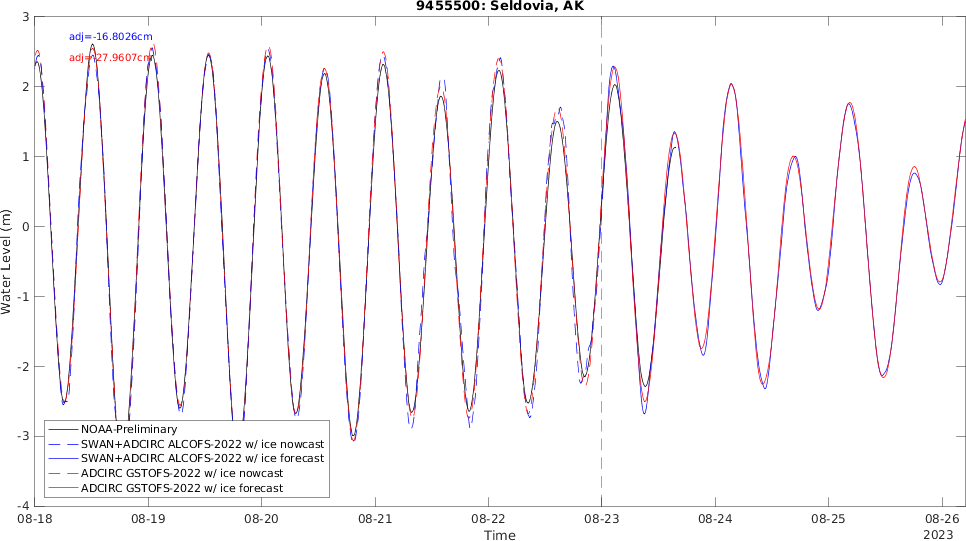 9455500: Seldovia, AK
adj=-16.8026cm
adj=-27.9607cm
3
2
1
0
-1
-2
-3
-4
Water Level (m)
NOAA-Preliminary
SWAN+ADCIRC ALCOFS-2022 w/ ice nowcast
SWAN+ADCIRC ALCOFS-2022 w/ ice forecast
ADCIRC GSTOFS-2022 w/ ice nowcast
ADCIRC GSTOFS-2022 w/ ice forecast
08-18 08-19 08-20 08-21 08-22 08-23 08-24 08-25 08-26
Time
2023